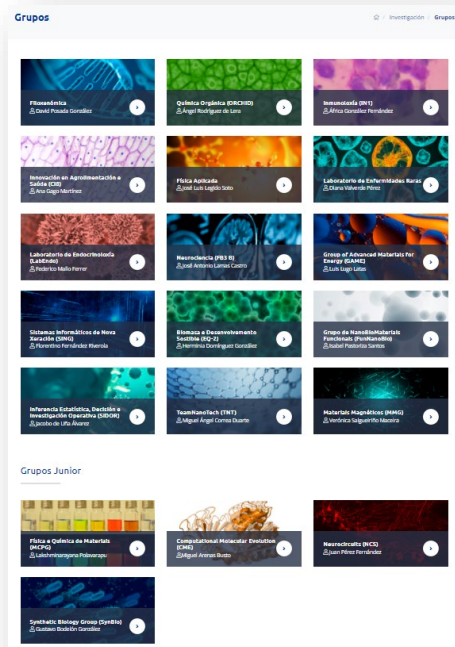 Grupos
Investigación
Grupos
Filoxenómica
David Posada González
Química Orgánica (ORCHID)
Ángel Rodríguez de Lera
Inmunoloxía (IN1)
África González Fernández
Innovación en Agroalimentación e
Saúde (CI8)
Ana Gago Martínez
Física Aplicada
José Luis Legido Soto
Laboratorio de Enfermidades Raras
Diana Valverde Pérez
Laboratorio de Endocrinoloxía
(LabEndo)
Federico Mallo Ferrer
Neurociencia (FB3 B)
José Antonio Lamas Castro
Group of Advanced Materials for
Energy (GAME)
Luis Lugo Latas
Sistemas Informáticos de Nova
Xeración (SING)
Florentino Fernández Riverola
Biomasa e Desenvolvemento
Sostible (EQ-2)
Herminia Domínguez González
Grupo de NanoBioMateriais
Funcionais (FunNanoBio)
Isabel Pastoriza Santos
Inferencia Estatística, Decisión e
Investigación Operativa (SIDOR)
Jacobo de Uña Álvarez
TeamNanoTech (TNT)
Miguel Ángel Correa Duarte
Materiais Magnéticos (MMG)
Verónica Salgueiriño Maceira
Grupos Junior
Física e Química de Materiais
(MCPG)
Lakshminarayana Polavarapu
Computational Molecular Evolution
(CME)
Miguel Arenas Busto
Neurocircuits (NCS)
Juan Pérez Fernández
Synthetic Biology Group (SynBio)
Gustavo Bodelón González